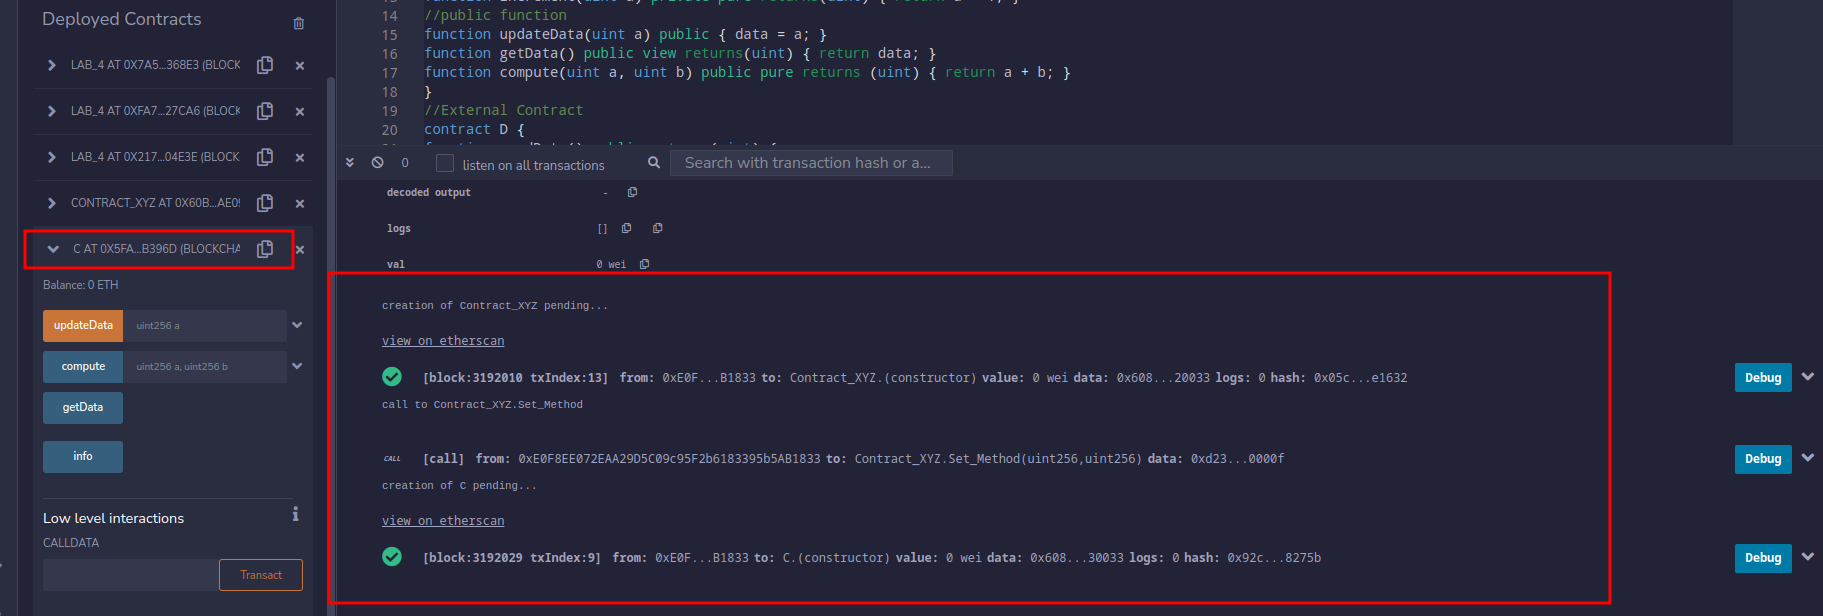 Deployed Contracts
LAB_4 AT 0X7A5...368E3 (BLOCK
LAB_4 AT 0XFA7...27CA6 (BLOCK
LAB_4 AT 0X217...04E3E (BLOCK
CONTRACT_XYZ AT 0X60B...AE0
C AT 0X5FA...B396D (BLOCKCHA
Balance: 0 ETH
updateData uint256 a
compute uint256 a, uint256 b
getData
info
Low level interactions
CALLDATA
Transact
14 //public function
15 function updateData(uint a) public { data = a; }
16 function getData() public view returns(uint) { return data; }
17 function compute(uint a, uint b) public pure returns (uint) { return a + b; }
18 }
19 //External Contract
20 contract D {
0 listen on all transactions Search with transaction hash or a...
decoded output -
logs []
val 0 wei
creation of Contract_XYZ pending...
view on etherscan
[block:3192010 txIndex:13] from: 0xE0F...B1833 to: Contract_XYZ.(constructor) value: 0 wei data: 0x608...20033 logs: 0 hash: 0x05c...e1632 Debug
call to Contract_XYZ.Set_Method
CALL [call] from: 0xE0F8EE072EAA29D5C09c95F2b6183395b5AB1833 to: Contract_XYZ.Set_Method(uint256,uint256) data: 0xd23...0000f Debug
creation of C pending...
view on etherscan
[block:3192029 txIndex:9] from: 0xE0F...B1833 to: C.(constructor) value: 0 wei data: 0x608...30033 logs: 0 hash: 0x92c...8275b Debug